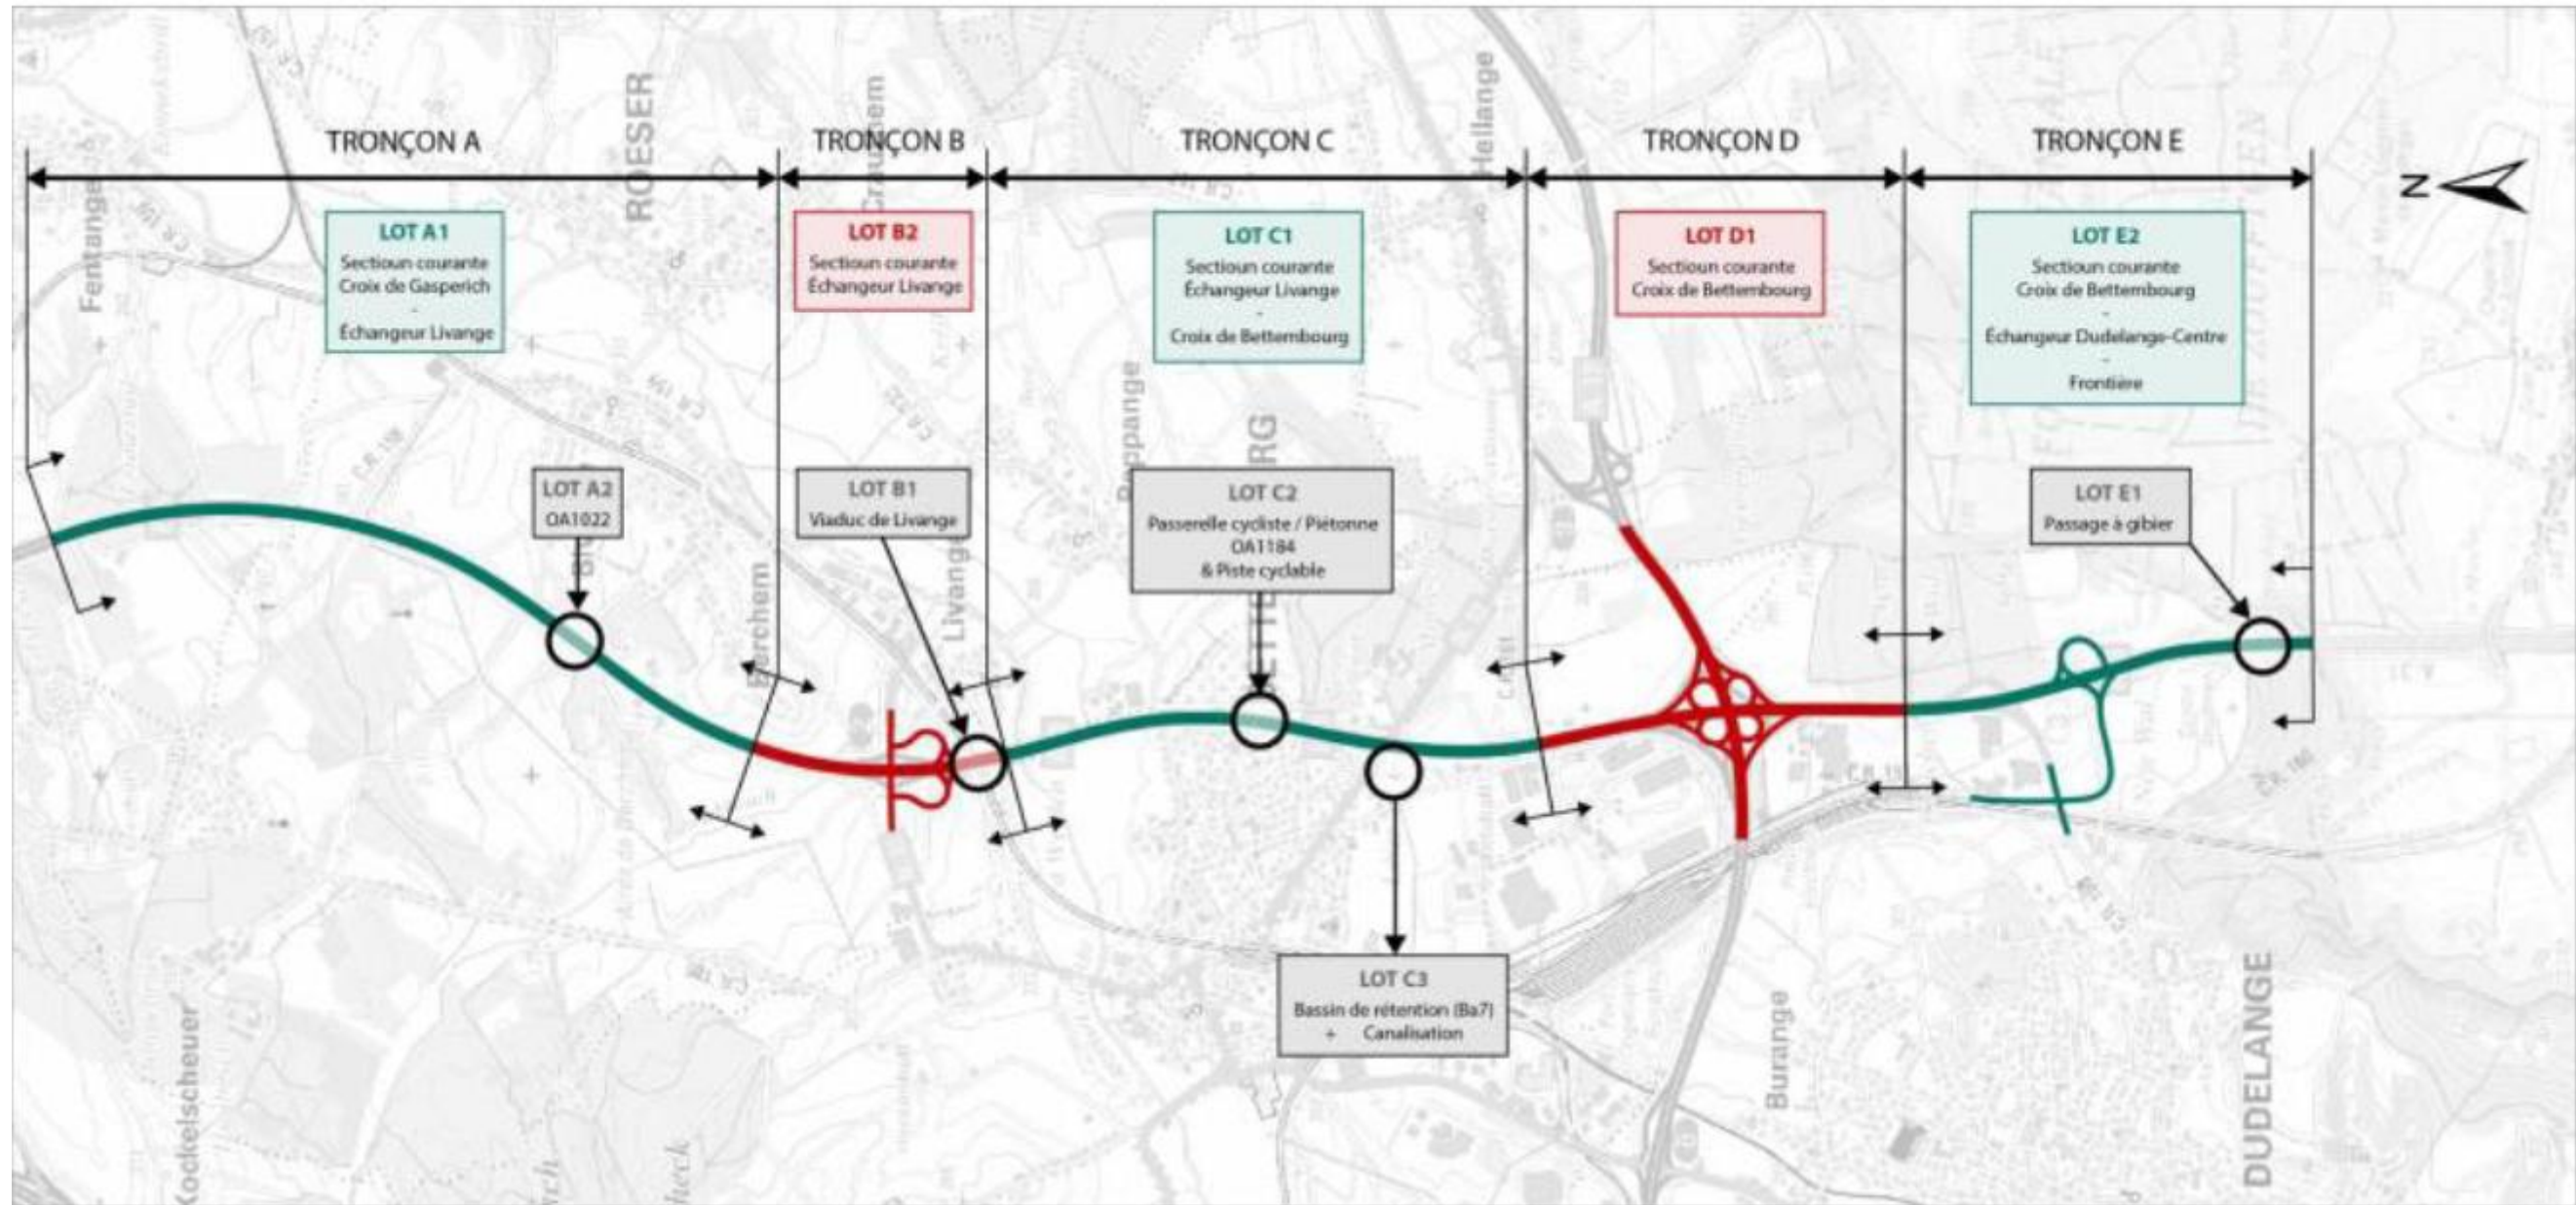 TRONÇON A
TRONÇON B
TRONÇON C
TRONÇON D
TRONÇON E
N
LOT A1
Sectioun courante
Croix de Gasperich
-
Échangeur Livange
LOT B2
Sectioun courante
Échangeur Livange
LOT C1
Sectioun courante
Échangeur Livange
-
Croix de Bettembourg
LOT D1
Sectioun courante
Croix de Bettembourg
LOT E2
Sectioun courante
Croix de Bettembourg
-
Échangeur Dudelange-Centre
-
Frontière
LOT A2
OA1022
LOT B1
Viaduc de Livange
LOT C2
Passerelle cycliste / Piétonne
OA1184
& Piste cyclable
LOT E1
Passage à gibier
LOT C3
Bassin de rétention (Ba7)
+ Canalisation
Fentange
ROESER
Hellange
Livange
Kockelscheuer
Burange
DUDELANGE
C.R. 158
C.R. 159
C.R. 157